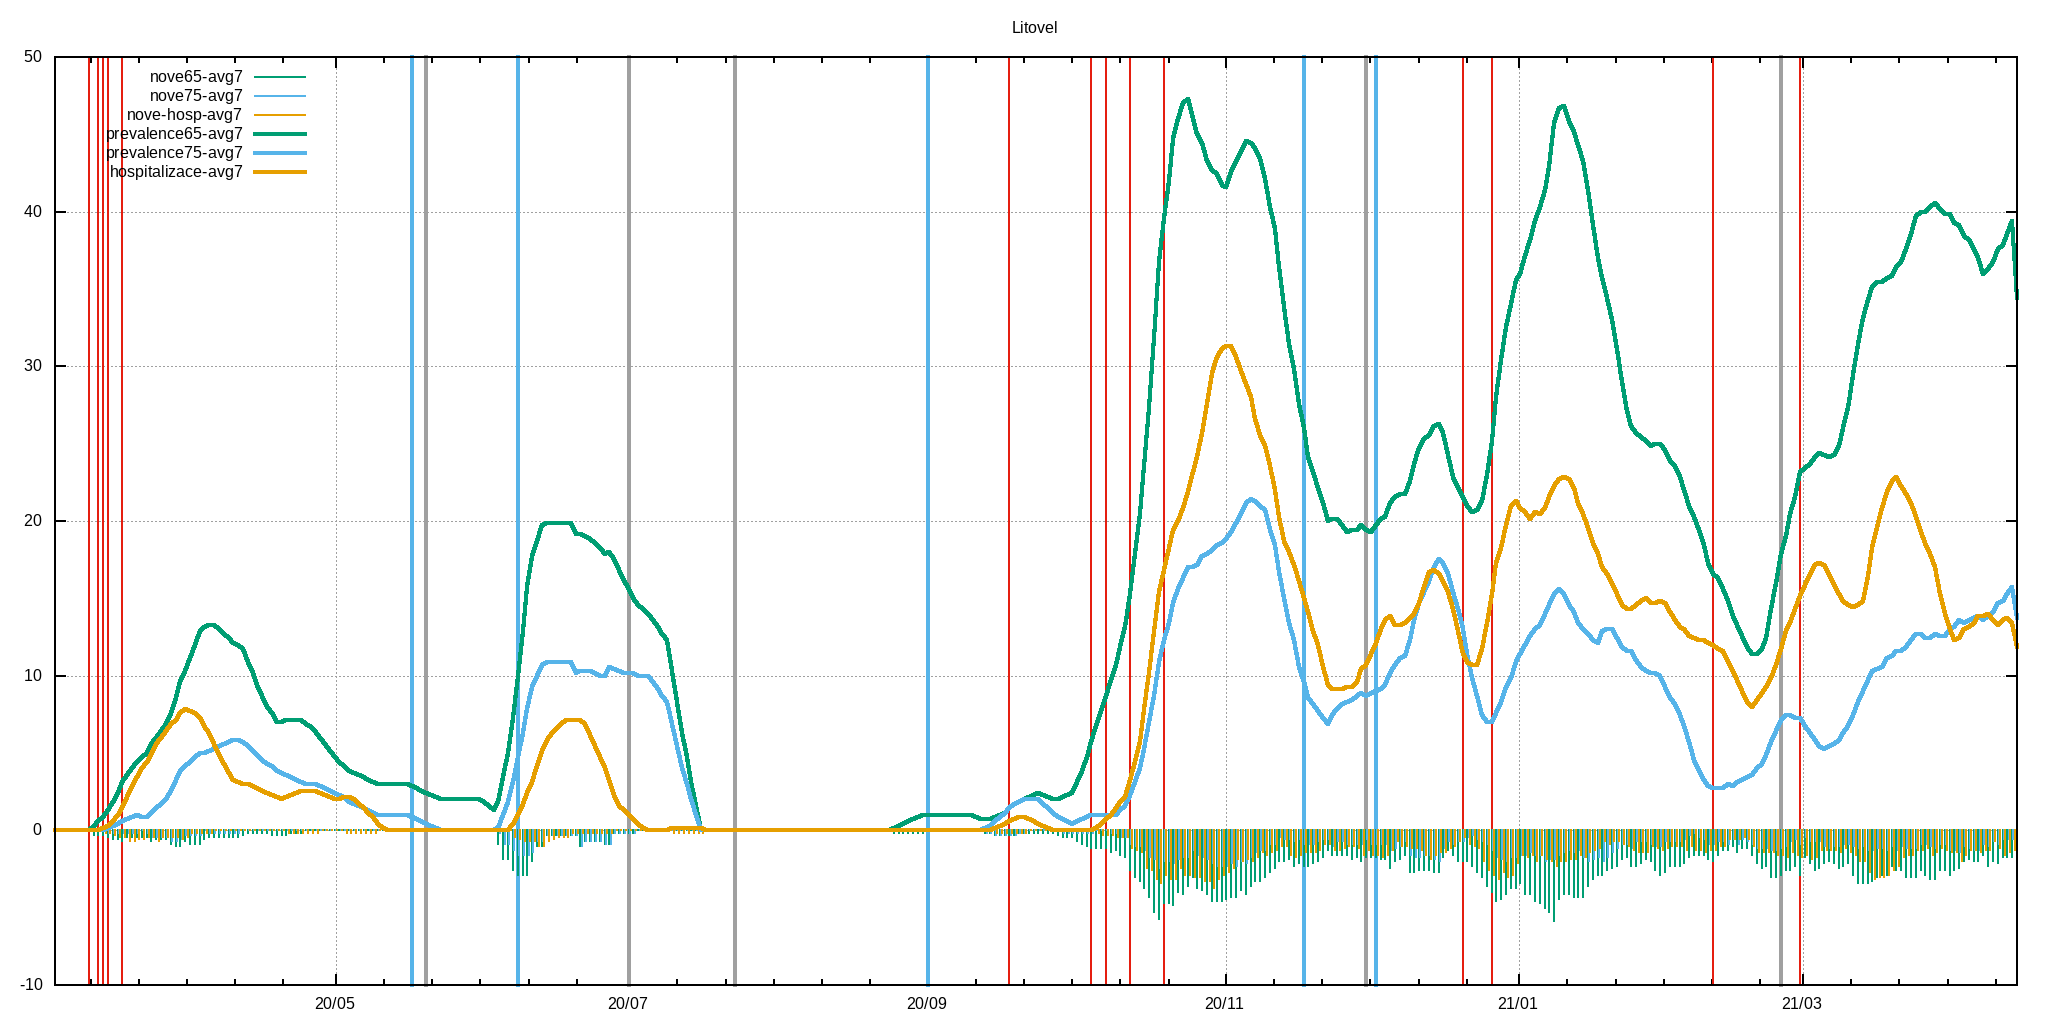 Litovel
50
nove65-avg7
nove75-avg7
nove-hosp-avg7
prevalence65-avg7
prevalence75-avg7
hospitalizace-avg7
40
30
20
10
0
-10
20/05 20/07 20/09 20/11 21/01 21/03